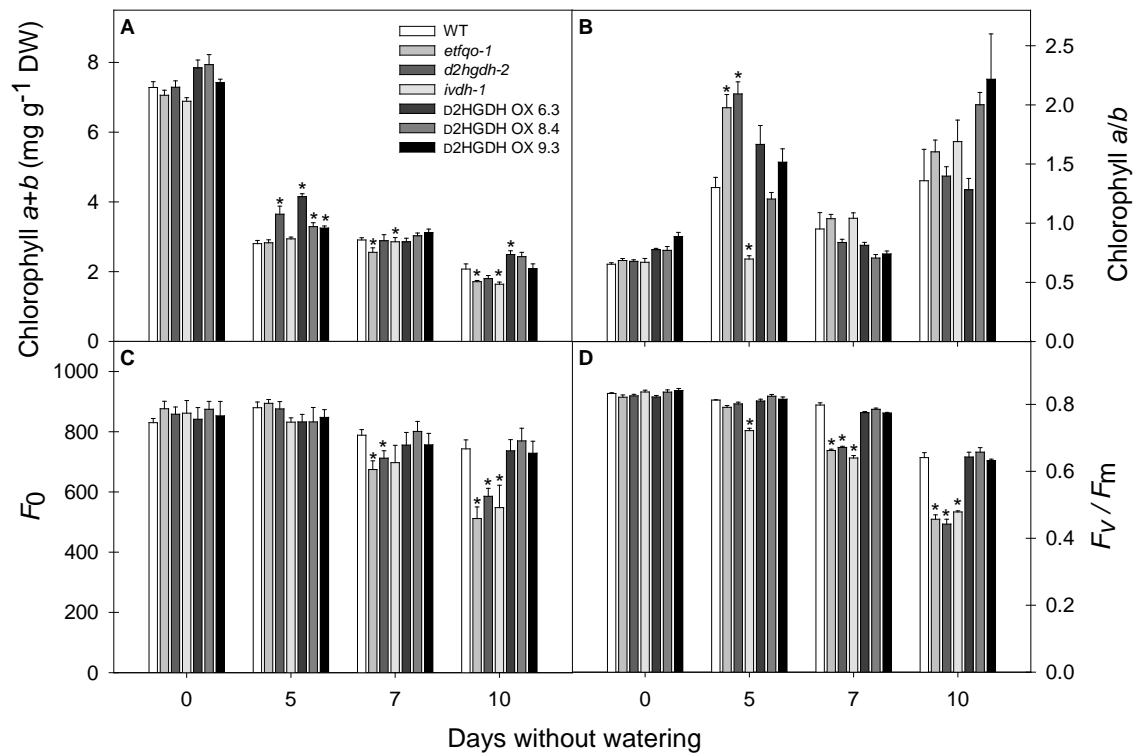 A
B
WT
etfqo-1
d2hgdh-2
ivdh-1
D2HGDH OX 6.3
D2HGDH OX 8.4
D2HGDH OX 9.3
Chlorophyll a+b (mg g-1 DW)
8
6
4
2
0
* * * *
* *
* * *
Chlorophyll a/b
2.5
2.0
1.5
1.0
0.5
0.0
* *
*
C
D
F0
1000
800
600
400
200
0
* *
* * *
Fv / Fm
0.8
0.6
0.4
0.2
0.0
*
* * *
* * *
0 5 7 10
0 5 7 10
Days without watering